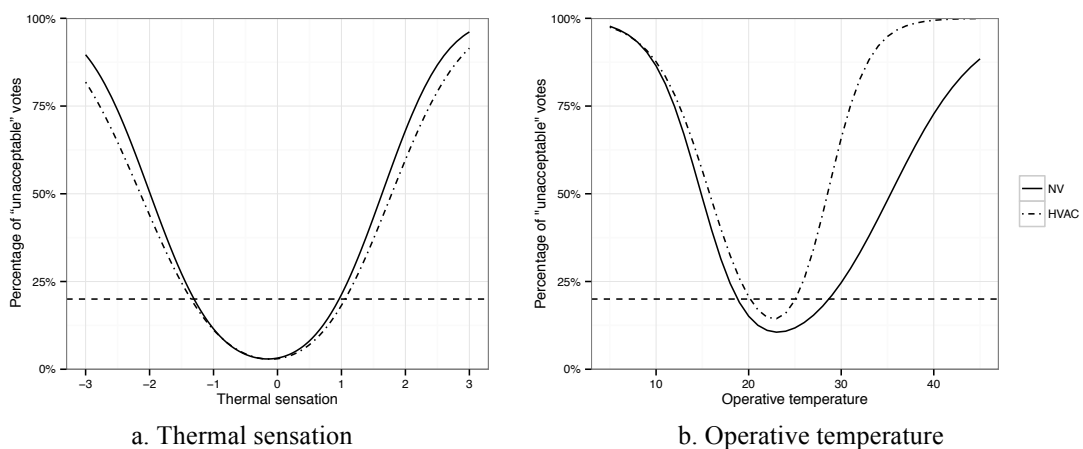 100%
75%
50%
25%
0%
Percentage of "unacceptable" votes
−3 −2 −1 0 1 2 3
Thermal sensation
a. Thermal sensation
100%
75%
50%
25%
0%
Percentage of "unacceptable" votes
10 20 30 40
Operative temperature
b. Operative temperature
NV
HVAC